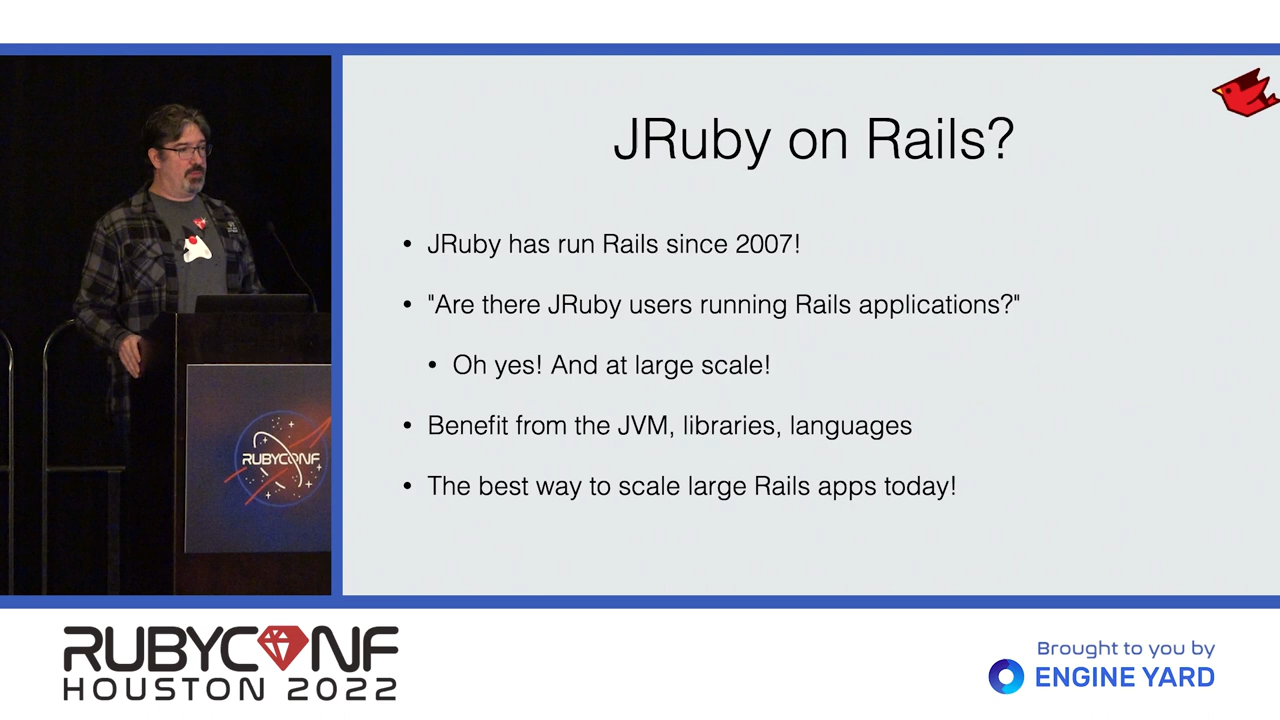 JRuby on Rails?
• JRuby has run Rails since 2007!
• "Are there JRuby users running Rails applications?"
• Oh yes! And at large scale!
• Benefit from the JVM, libraries, languages
• The best way to scale large Rails apps today!
RUBYCONF
RUBYCONF
HOUSTON 2022
Brought to you by
ENGINE YARD